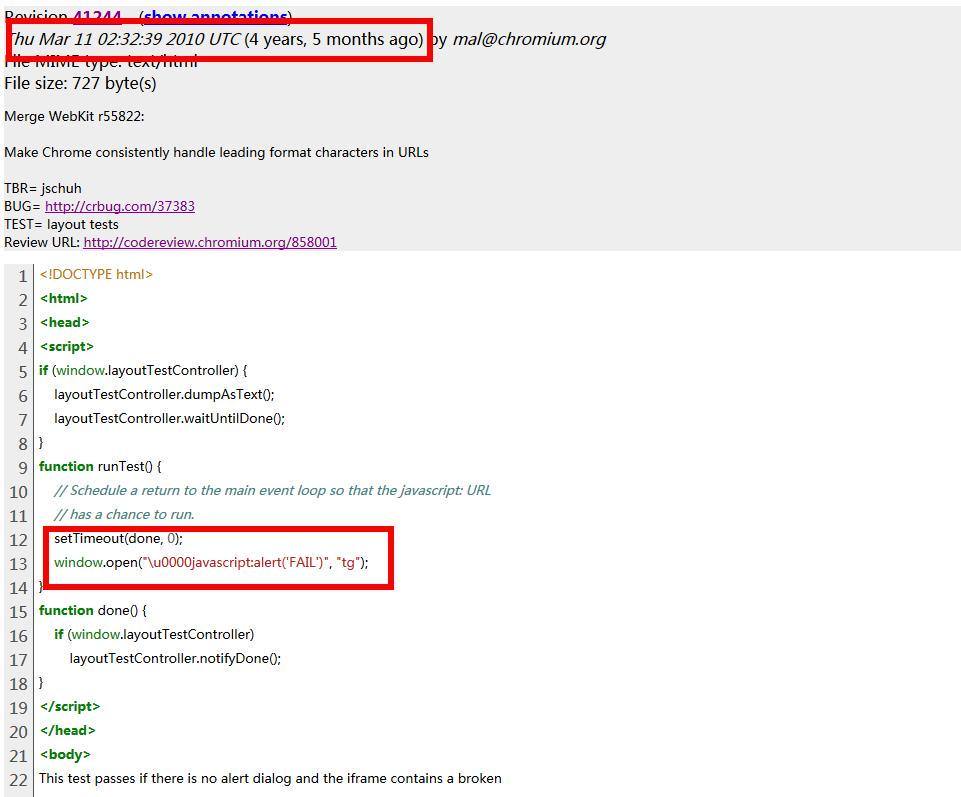 Revision 41244 (show annotations)
Thu Mar 11 02:32:39 2010 UTC (4 years, 5 months ago) by mal@chromium.org
File MIME type: text/html
File size: 727 byte(s)
Merge WebKit r55822:
Make Chrome consistently handle leading format characters in URLs
TBR= jschuh
BUG= http://crbug.com/37383
TEST= layout tests
Review URL: http://codereview.chromium.org/858001
1 <!DOCTYPE html>
2 <html>
3 <head>
4 <script>
5 if (window.layoutTestController) {
6 layoutTestController.dumpAsText();
7 layoutTestController.waitUntilDone();
8 }
9 function runTest() {
10 // Schedule a return to the main event loop so that the javascript: URL
11 // has a chance to run.
12 setTimeout(done, 0);
13 window.open("\u0000javascript:alert('FAIL')", "tg");
14 }
15 function done() {
16 if (window.layoutTestController)
17 layoutTestController.notifyDone();
18 }
19 </script>
20 </head>
21 <body>
22 This test passes if there is no alert dialog and the iframe contains a broken